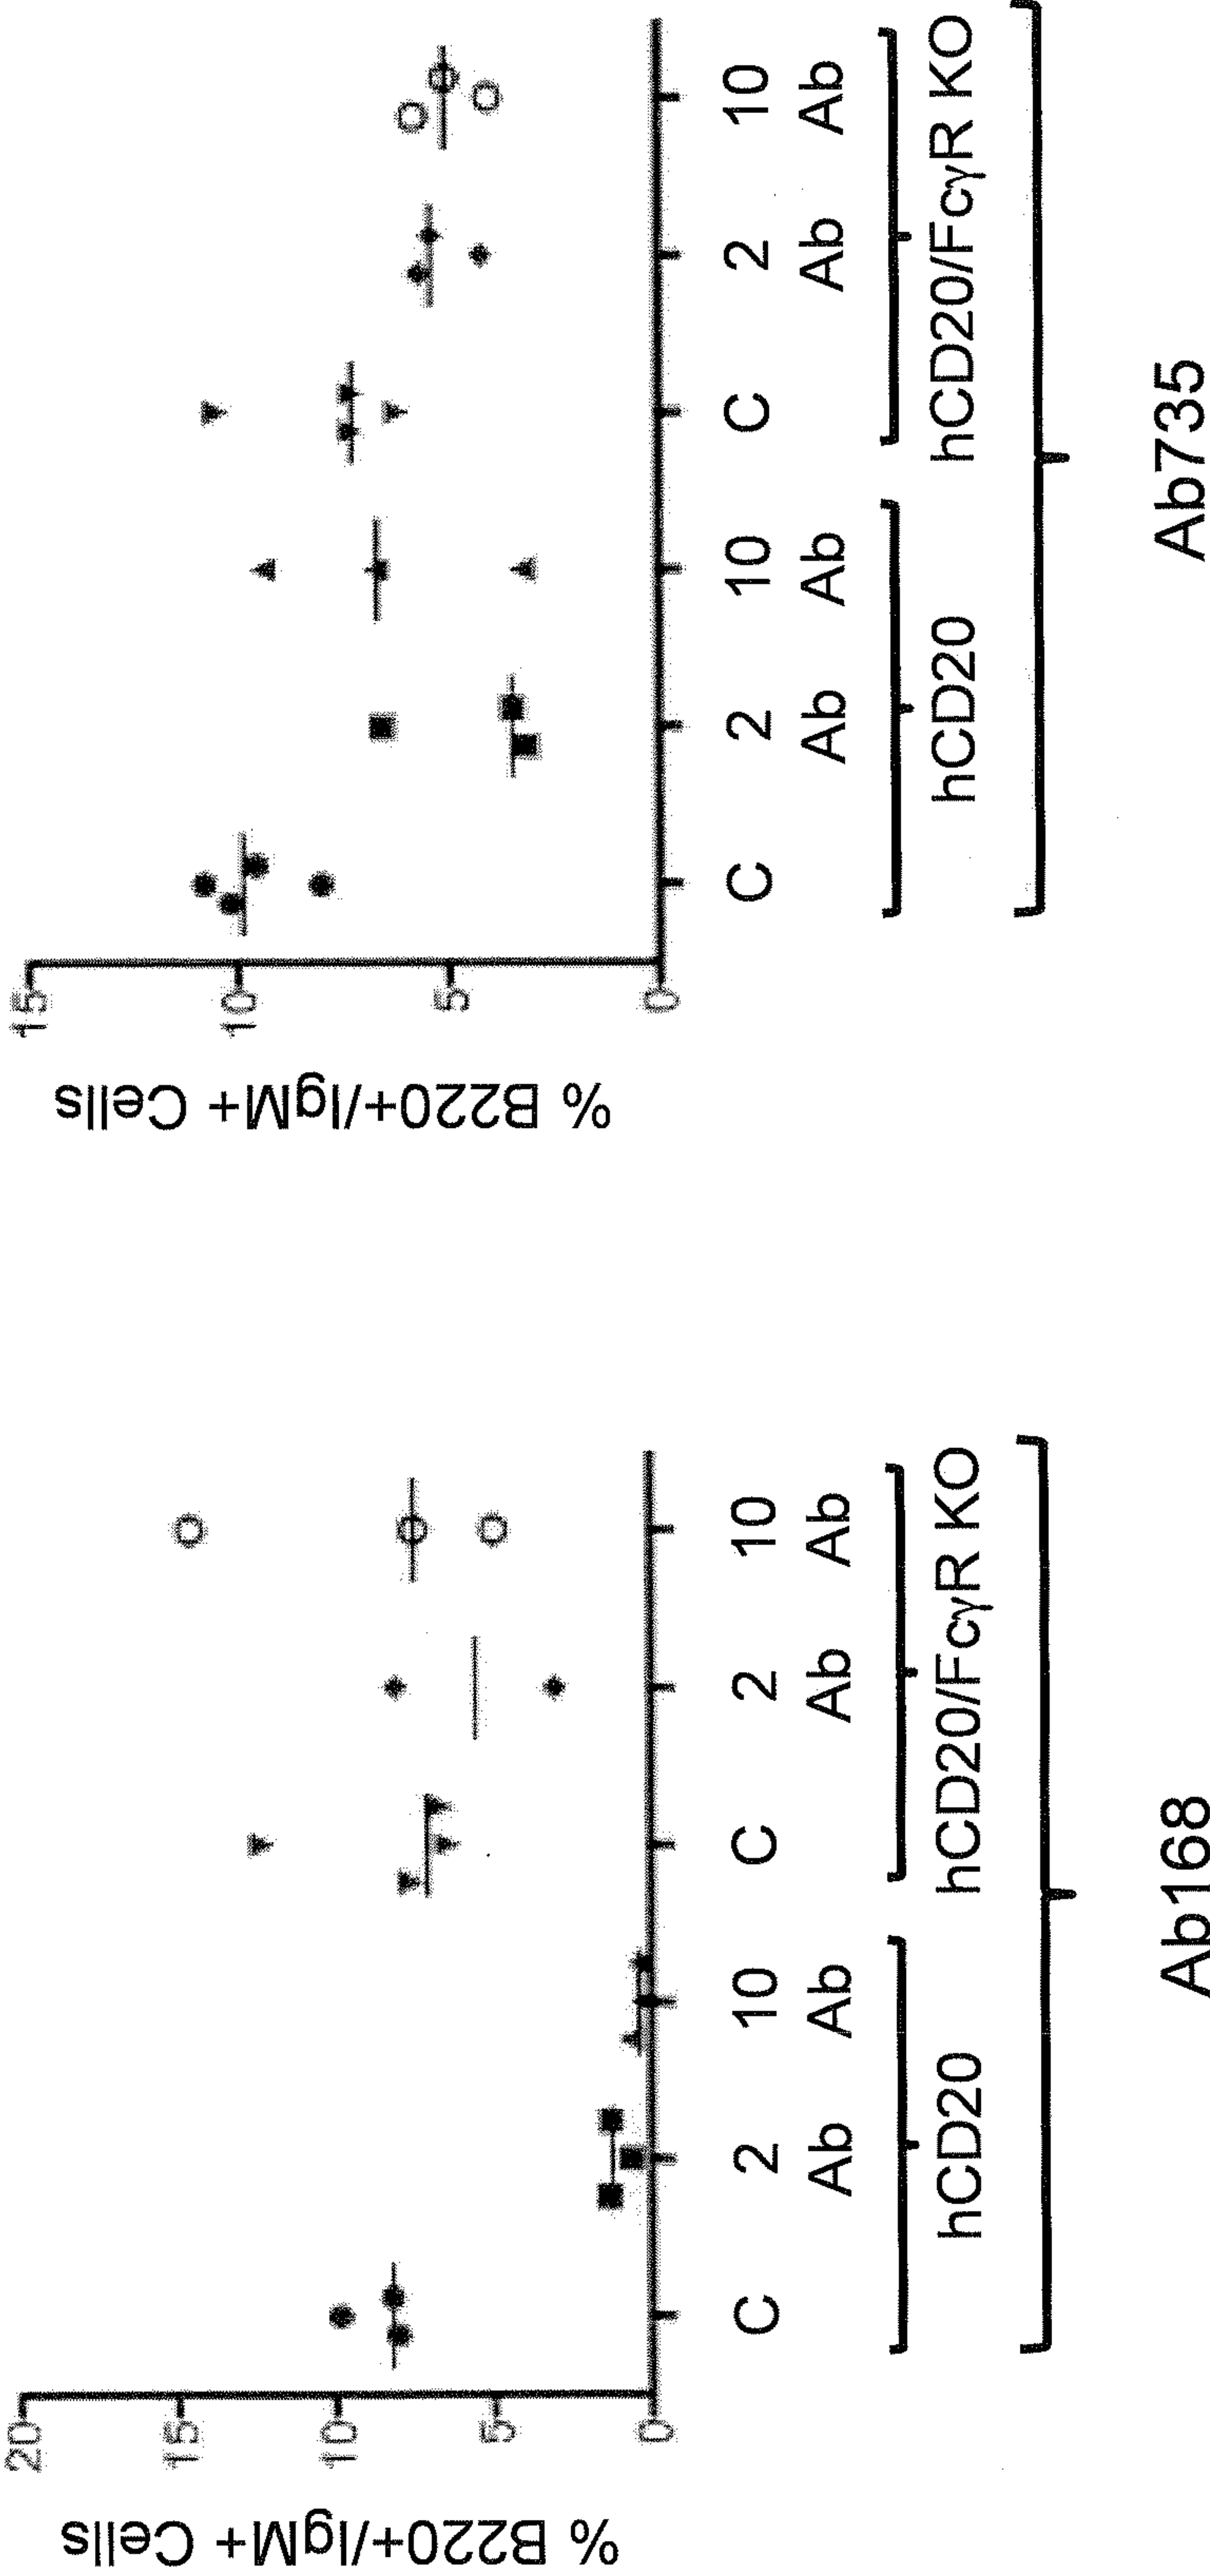 % B220+/IgM+ Cells
20
15
10
5
0
C 2 10 C 2 10
Ab Ab Ab Ab
hCD20 hCD20/FcγR KO
Ab168
% B220+/IgM+ Cells
15
10
5
0
C 2 10 C 2 10
Ab Ab Ab Ab
hCD20 hCD20/FcγR KO
Ab735